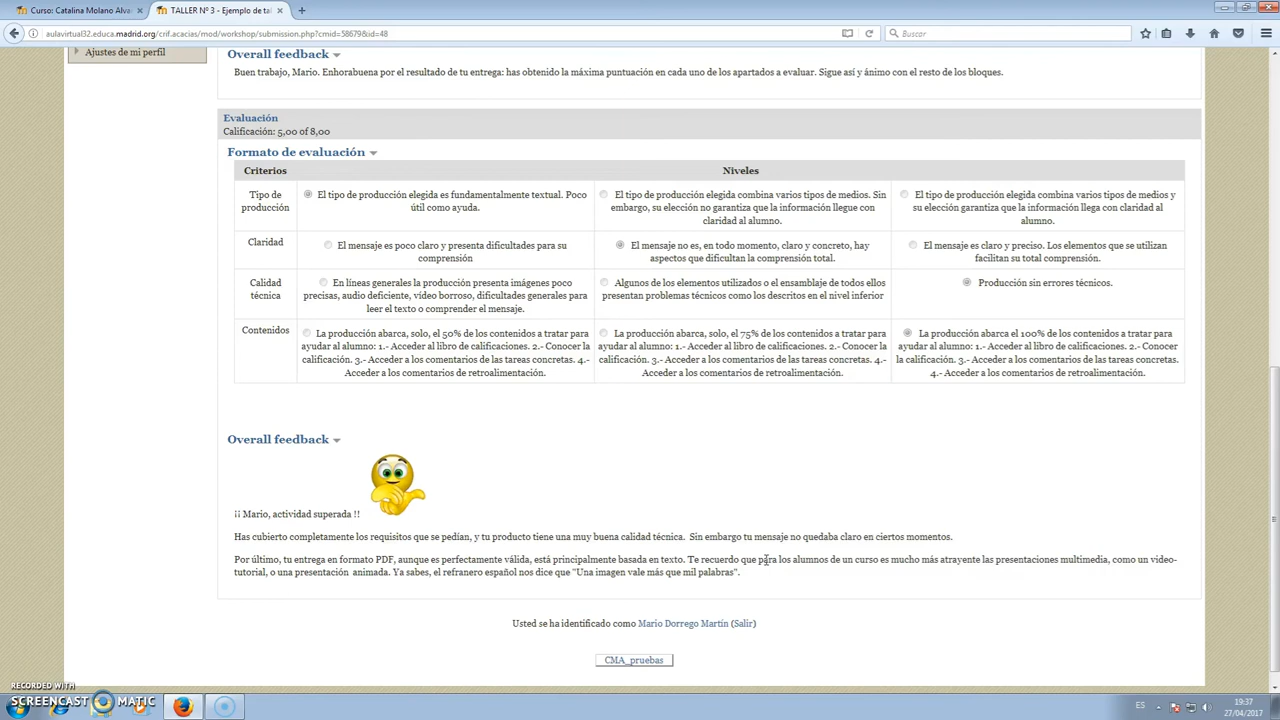 Curso: Catalina Molano Alva
TALLER Nº 3 - Ejemplo de tal
aulavirtual32.educa.madrid.org/crif.acacias/mod/workshop/submission.php?cmid=58679&id=48
Buscar
Ajustes de mi perfil
Overall feedback
Buen trabajo, Mario. Enhorabuena por el resultado de tu entrega: has obtenido la máxima puntuación en cada uno de los apartados a evaluar. Sigue así y ánimo con el resto de los bloques.
Evaluación
Calificación: 5,00 of 8,00
Formato de evaluación
Criterios
Niveles
Tipo de
producción
El tipo de producción elegida es fundamentalmente textual. Poco
útil como ayuda.
El tipo de producción elegida combina varios tipos de medios. Sin
embargo, su elección no garantiza que la información llegue con
claridad al alumno.
El tipo de producción elegida combina varios tipos de medios y
su elección garantiza que la información llega con claridad al
alumno.
Claridad
El mensaje es poco claro y presenta dificultades para su
comprensión
El mensaje no es, en todo momento, claro y concreto, hay
aspectos que dificultan la comprensión total.
El mensaje es claro y preciso. Los elementos que se utilizan
facilitan su total comprensión.
Calidad
técnica
En líneas generales la producción presenta imágenes poco
precisas, audio deficiente, vídeo borroso, dificultades generales para
leer el texto o comprender el mensaje.
Algunos de los elementos utilizados o el ensamblaje de todos ellos
presentan problemas técnicos como los descritos en el nivel inferior
Producción sin errores técnicos.
Contenidos
La producción abarca, solo, el 50% de los contenidos a tratar para
ayudar al alumno: 1.- Acceder al libro de calificaciones. 2.- Conocer la
calificación. 3.- Acceder a los comentarios de las tareas concretas. 4.-
Acceder a los comentarios de retroalimentación.
La producción abarca, solo, el 75% de los contenidos a tratar para
ayudar al alumno: 1.- Acceder al libro de calificaciones. 2.- Conocer la
calificación. 3.- Acceder a los comentarios de las tareas concretas. 4.-
Acceder a los comentarios de retroalimentación.
La producción abarca el 100% de los contenidos a tratar para
ayudar al alumno: 1.- Acceder al libro de calificaciones. 2.- Conocer
la calificación. 3.- Acceder a los comentarios de las tareas concretas.
4.- Acceder a los comentarios de retroalimentación.
Overall feedback
¡¡ Mario, actividad superada !!
Has cubierto completamente los requisitos que se pedían, y tu producto tiene una muy buena calidad técnica. Sin embargo tu mensaje no quedaba claro en ciertos momentos.
Por último, tu entrega en formato PDF, aunque es perfectamente válida, está principalmente basada en texto. Te recuerdo que para los alumnos de un curso es mucho más atrayente las presentaciones multimedia, como un video-
tutorial, o una presentación animada. Ya sabes, el refranero español nos dice que "Una imagen vale más que mil palabras".
Usted se ha identificado como Mario Dorrego Martín (Salir)
CMA_pruebas
RECORDED WITH
SCREENCAST MATIC
ES
19:37
27/04/2017